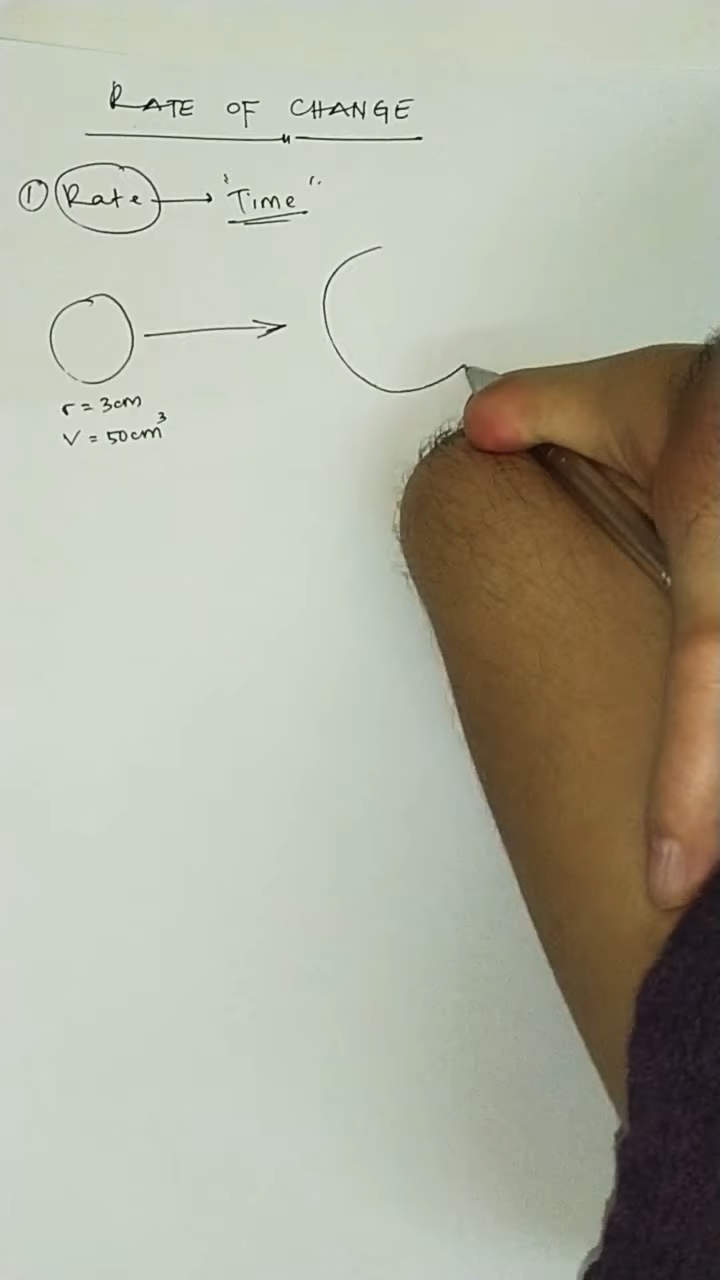 RATE OF CHANGE
① Rate → "Time"
r = 3cm
V = 50cm³